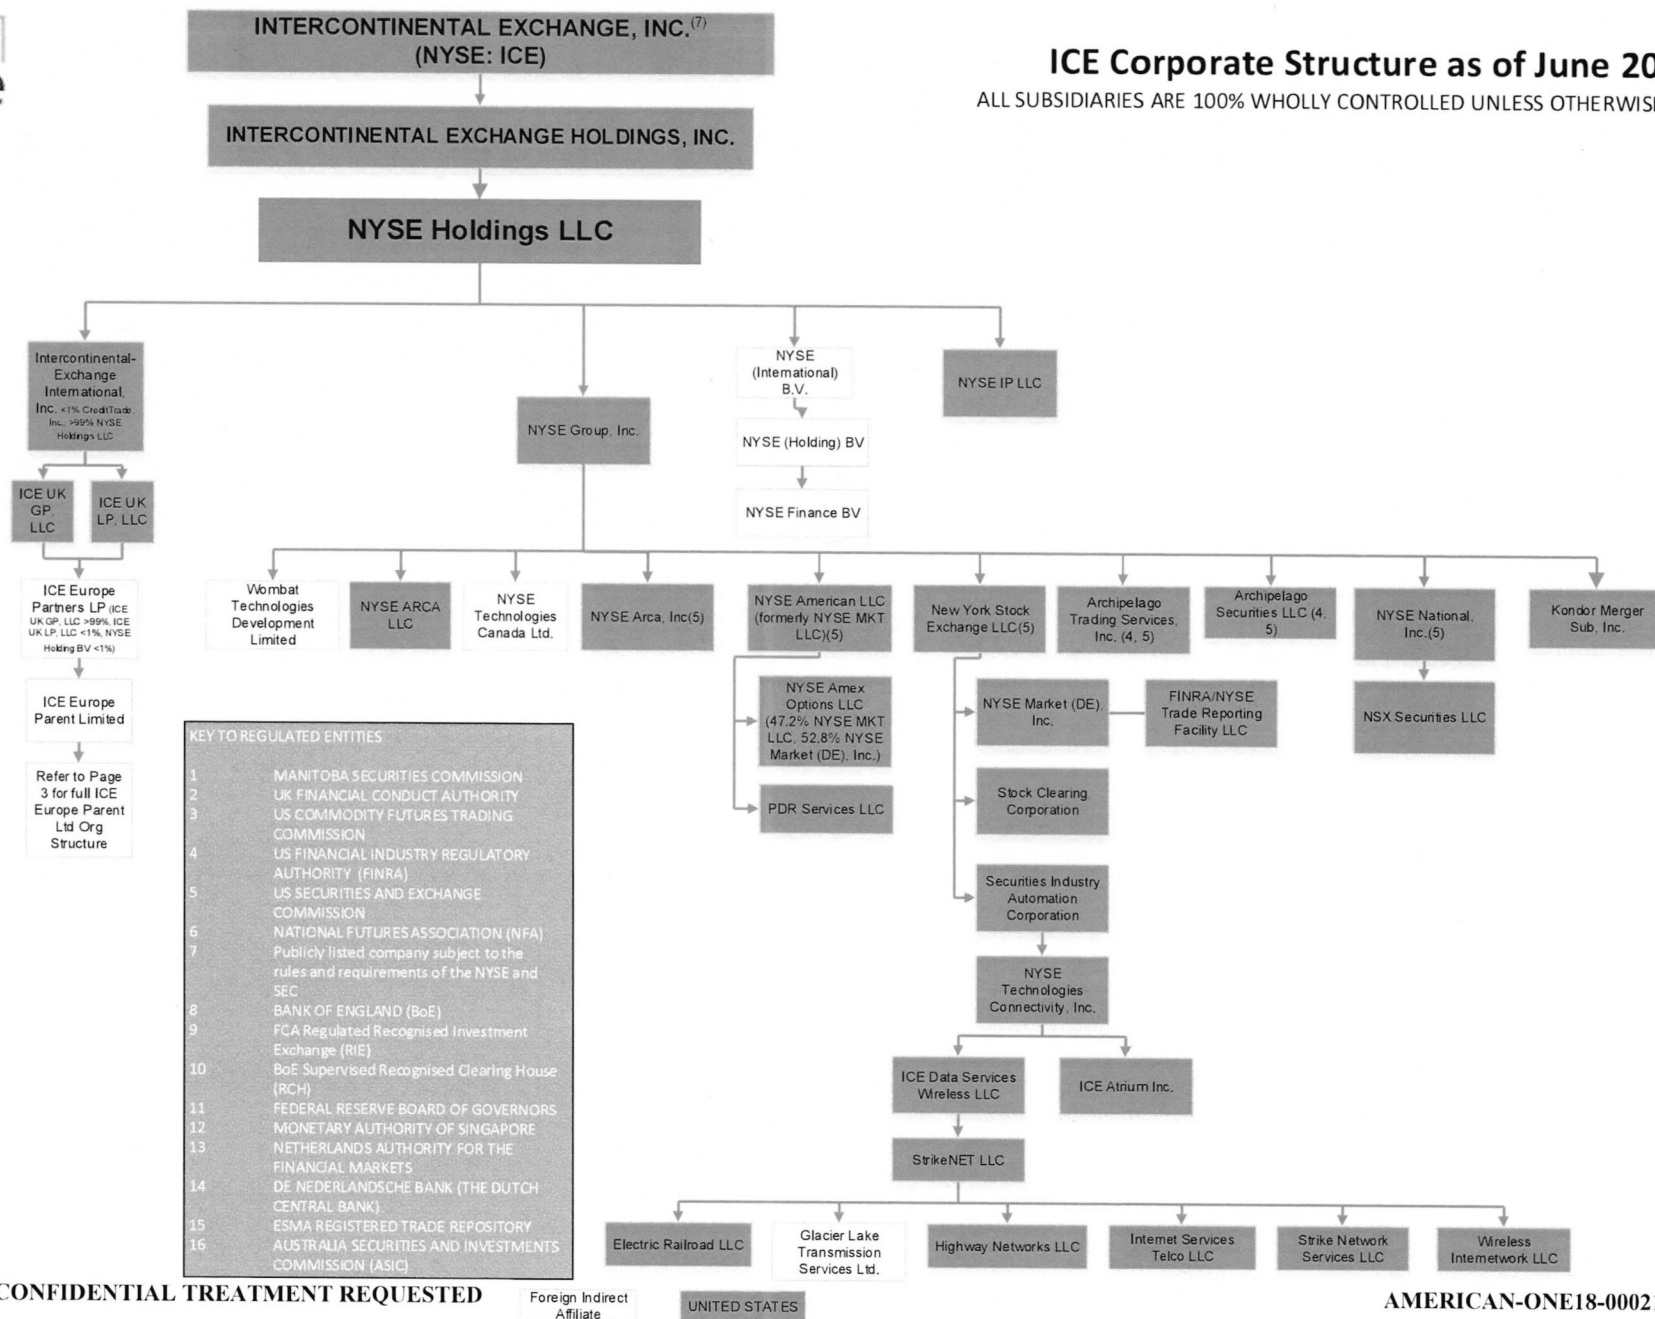 e
INTERCONTINENTAL EXCHANGE, INC.(7)
(NYSE: ICE)
ICE Corporate Structure as of June 20
ALL SUBSIDIARIES ARE 100% WHOLLY CONTROLLED UNLESS OTHERWISE
INTERCONTINENTAL EXCHANGE HOLDINGS, INC.
NYSE Holdings LLC
Intercontinental-
Exchange
International,
Inc. <1% CreditTrade,
Inc., >99% NYSE
Holdings LLC
NYSE Group, Inc.
NYSE
(International)
B.V.
NYSE (Holding) BV
NYSE Finance BV
NYSE IP LLC
ICE UK
GP,
LLC
ICE UK
LP, LLC
ICE Europe
Partners LP (ICE
UK GP, LLC >99%, ICE
UK LP, LLC <1%, NYSE
Holding BV <1%)
ICE Europe
Parent Limited
Refer to Page
3 for full ICE
Europe Parent
Ltd Org
Structure
Wombat
Technologies
Development
Limited
NYSE ARCA
LLC
NYSE
Technologies
Canada Ltd.
NYSE Arca, Inc(5)
NYSE American LLC
(formerly NYSE MKT
LLC)(5)
New York Stock
Exchange LLC(5)
Archipelago
Trading Services,
Inc. (4, 5)
Archipelago
Securities LLC (4,
5)
NYSE National,
Inc.(5)
Kondor Merger
Sub, Inc.
NYSE Amex
Options LLC
(47.2% NYSE MKT
LLC, 52.8% NYSE
Market (DE), Inc.)
PDR Services LLC
NYSE Market (DE),
Inc.
FINRA/NYSE
Trade Reporting
Facility LLC
NSX Securities LLC
Stock Clearing
Corporation
Securities Industry
Automation
Corporation
NYSE
Technologies
Connectivity, Inc.
ICE Data Services
Wireless LLC
ICE Atrium Inc.
StrikeNET LLC
Electric Railroad LLC
Glacier Lake
Transmission
Services Ltd.
Highway Networks LLC
Internet Services
Telco LLC
Strike Network
Services LLC
Wireless
Internetwork LLC
KEY TO REGULATED ENTITIES
1 MANITOBA SECURITIES COMMISSION
2 UK FINANCIAL CONDUCT AUTHORITY
3 US COMMODITY FUTURES TRADING
COMMISSION
4 US FINANCIAL INDUSTRY REGULATORY
AUTHORITY (FINRA)
5 US SECURITIES AND EXCHANGE
COMMISSION
6 NATIONAL FUTURES ASSOCIATION (NFA)
7 Publicly listed company subject to the
rules and requirements of the NYSE and
SEC
8 BANK OF ENGLAND (BoE)
9 FCA Regulated Recognised Investment
Exchange (RIE)
10 BoE Supervised Recognised Clearing House
(RCH)
11 FEDERAL RESERVE BOARD OF GOVERNORS
12 MONETARY AUTHORITY OF SINGAPORE
13 NETHERLANDS AUTHORITY FOR THE
FINANCIAL MARKETS
14 DE NEDERLANDSCHE BANK (THE DUTCH
CENTRAL BANK)
15 ESMA REGISTERED TRADE REPOSITORY
16 AUSTRALIA SECURITIES AND INVESTMENTS
COMMISSION (ASIC)
CONFIDENTIAL TREATMENT REQUESTED
Foreign Indirect
Affiliate
UNITED STATES
AMERICAN-ONE18-0002